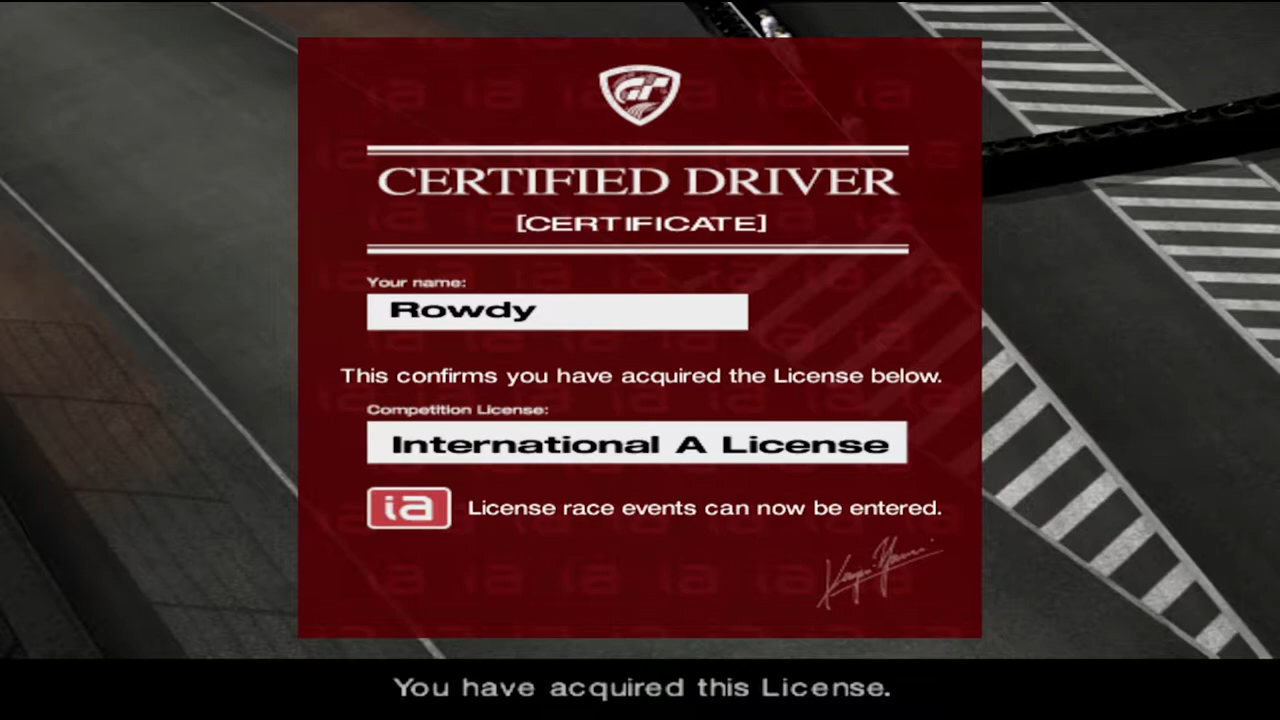 CERTIFIED DRIVER
[CERTIFICATE]
Your name:
Rowdy
This confirms you have acquired the License below.
Competition License:
International A License
ia License race events can now be entered.
You have acquired this License.